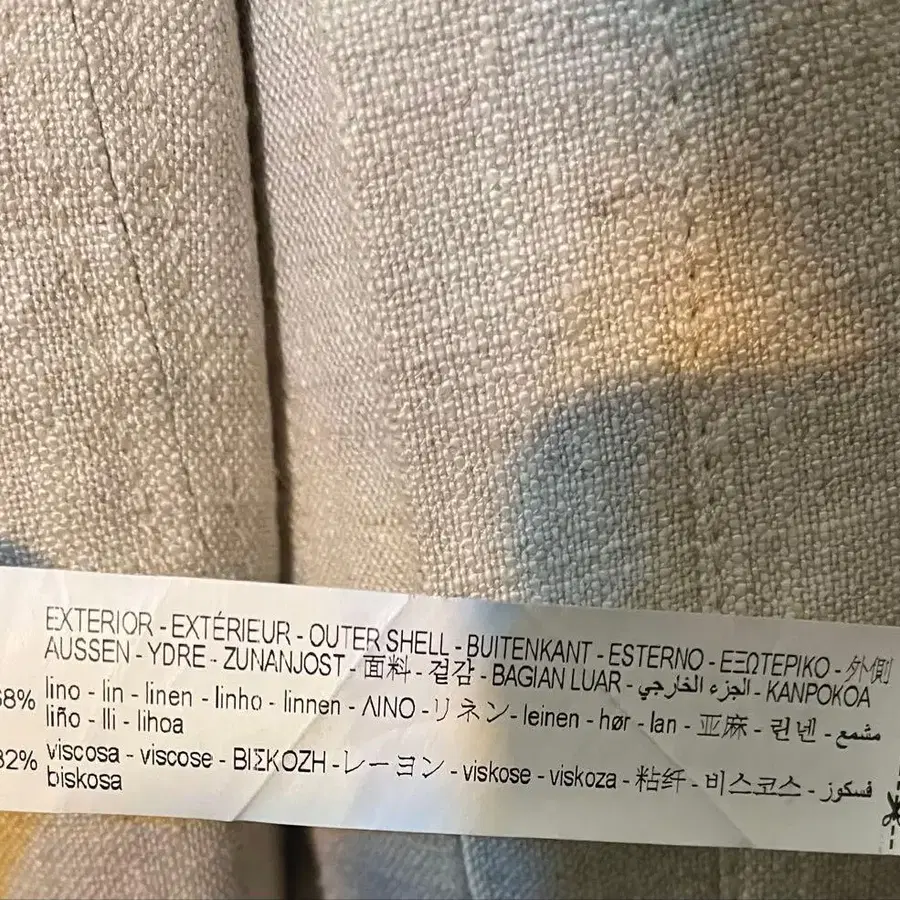 EXTERIOR - EXTÉRIEUR - OUTER SHELL - BUITENKANT - ESTERNO - ΕΞΩΤΕΡΙΚΟ - 外側
AUSSEN - YDRE - ZUNANJOST - 面料 - 겉감 - BAGIAN LUAR - الجزء الخارجي - KANPOKOA
68% lino - lin - linen - linho - linnen - ΛΙΝΟ - リネン - leinen - hør - lan - 亚麻 - 린넨 - مشمع
liño - lli - lihoa
32% viscosa - viscose - ΒΙΣΚΟΖΗ - レーヨン - viskose - viskoza - 粘纤 - 비스코스 - فسكوز
biskosa